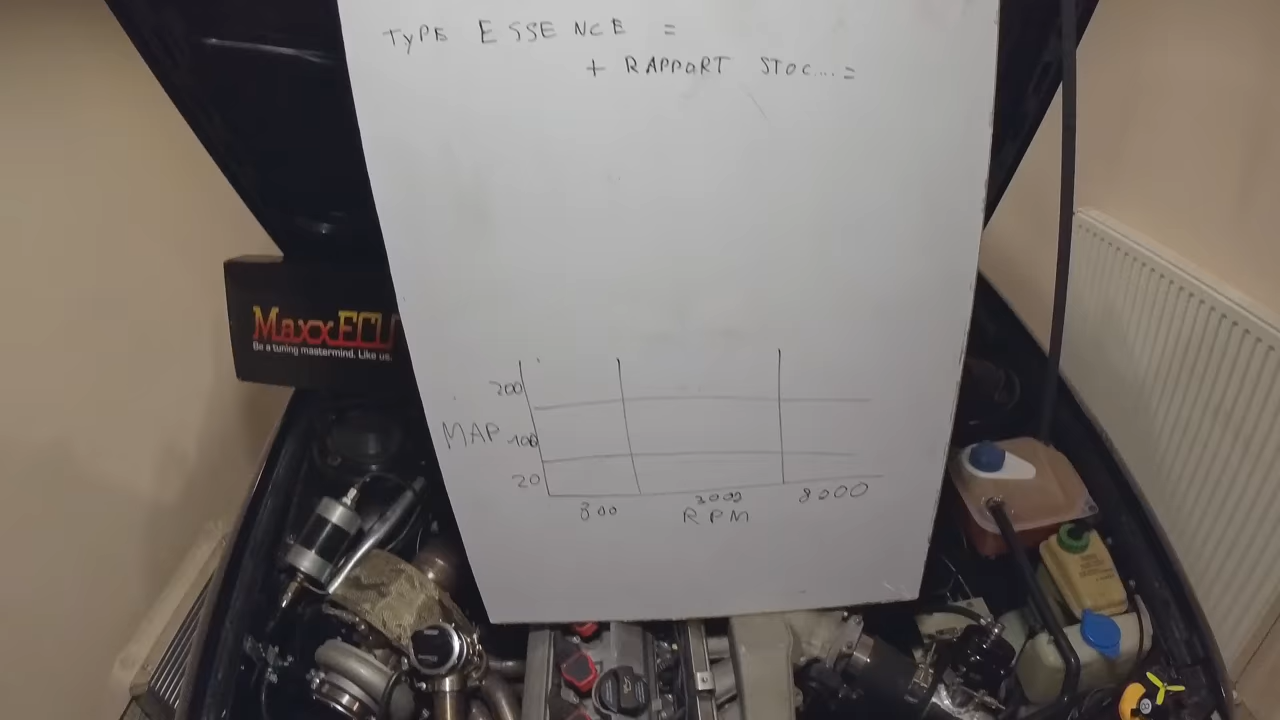 TYPE ESSENCE =
+ RAPPORT STOC.... =
MaxxECU
Be a tuning mastermind. Like us.
200
MAP 100
20
800 3000 8000
RPM